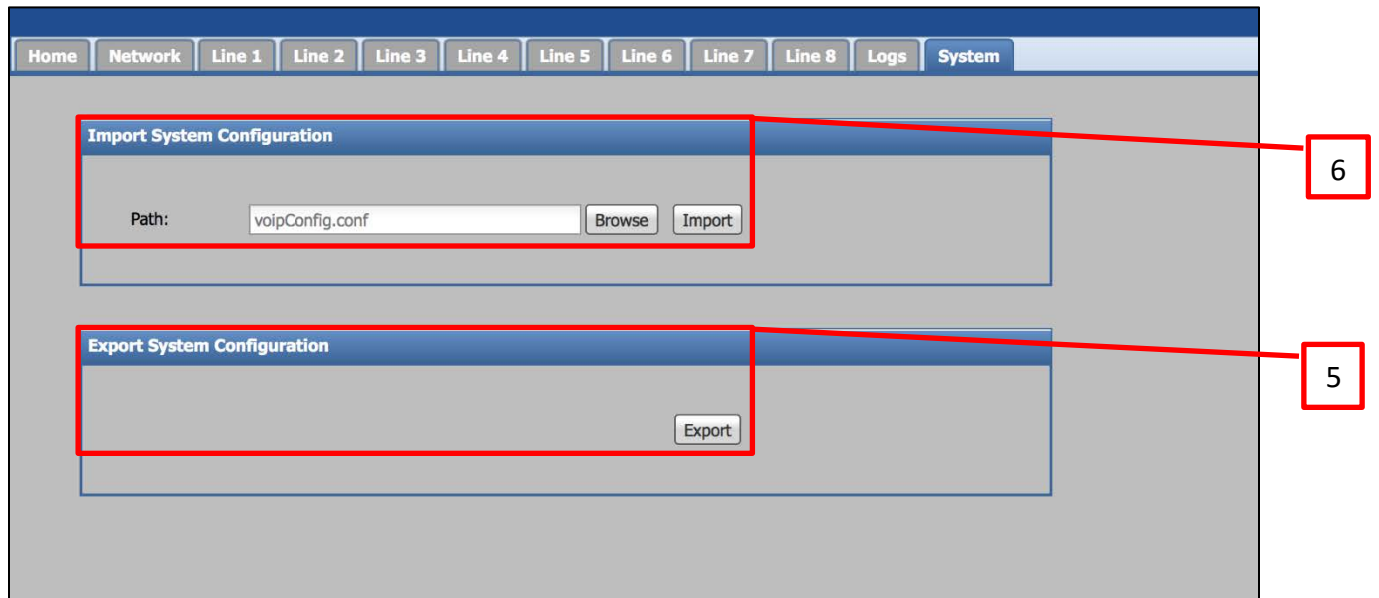 Home Network Line 1 Line 2 Line 3 Line 4 Line 5 Line 6 Line 7 Line 8 Logs System
Import System Configuration
6
Path: voipConfig.conf Browse Import
Export System Configuration
5
Export